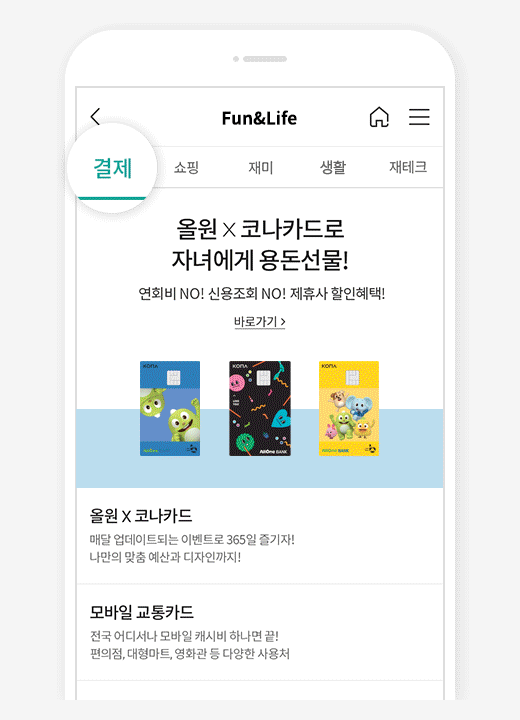 Fun&Life
결제
쇼핑
재미
생활
재테크
올원 X 코나카드로
자녀에게 용돈선물!
연회비 NO! 신용조회 NO! 제휴사 할인혜택!
바로가기 >
KONA
KONA
KONA
AllOne BANK
AllOne BANK
AllOne BANK
올원 X 코나카드
매달 업데이트되는 이벤트로 365일 즐기자!
나만의 맞춤 예산과 디자인까지!
모바일 교통카드
전국 어디서나 모바일 캐시비 하나면 끝!
편의점, 대형마트, 영화관 등 다양한 사용처